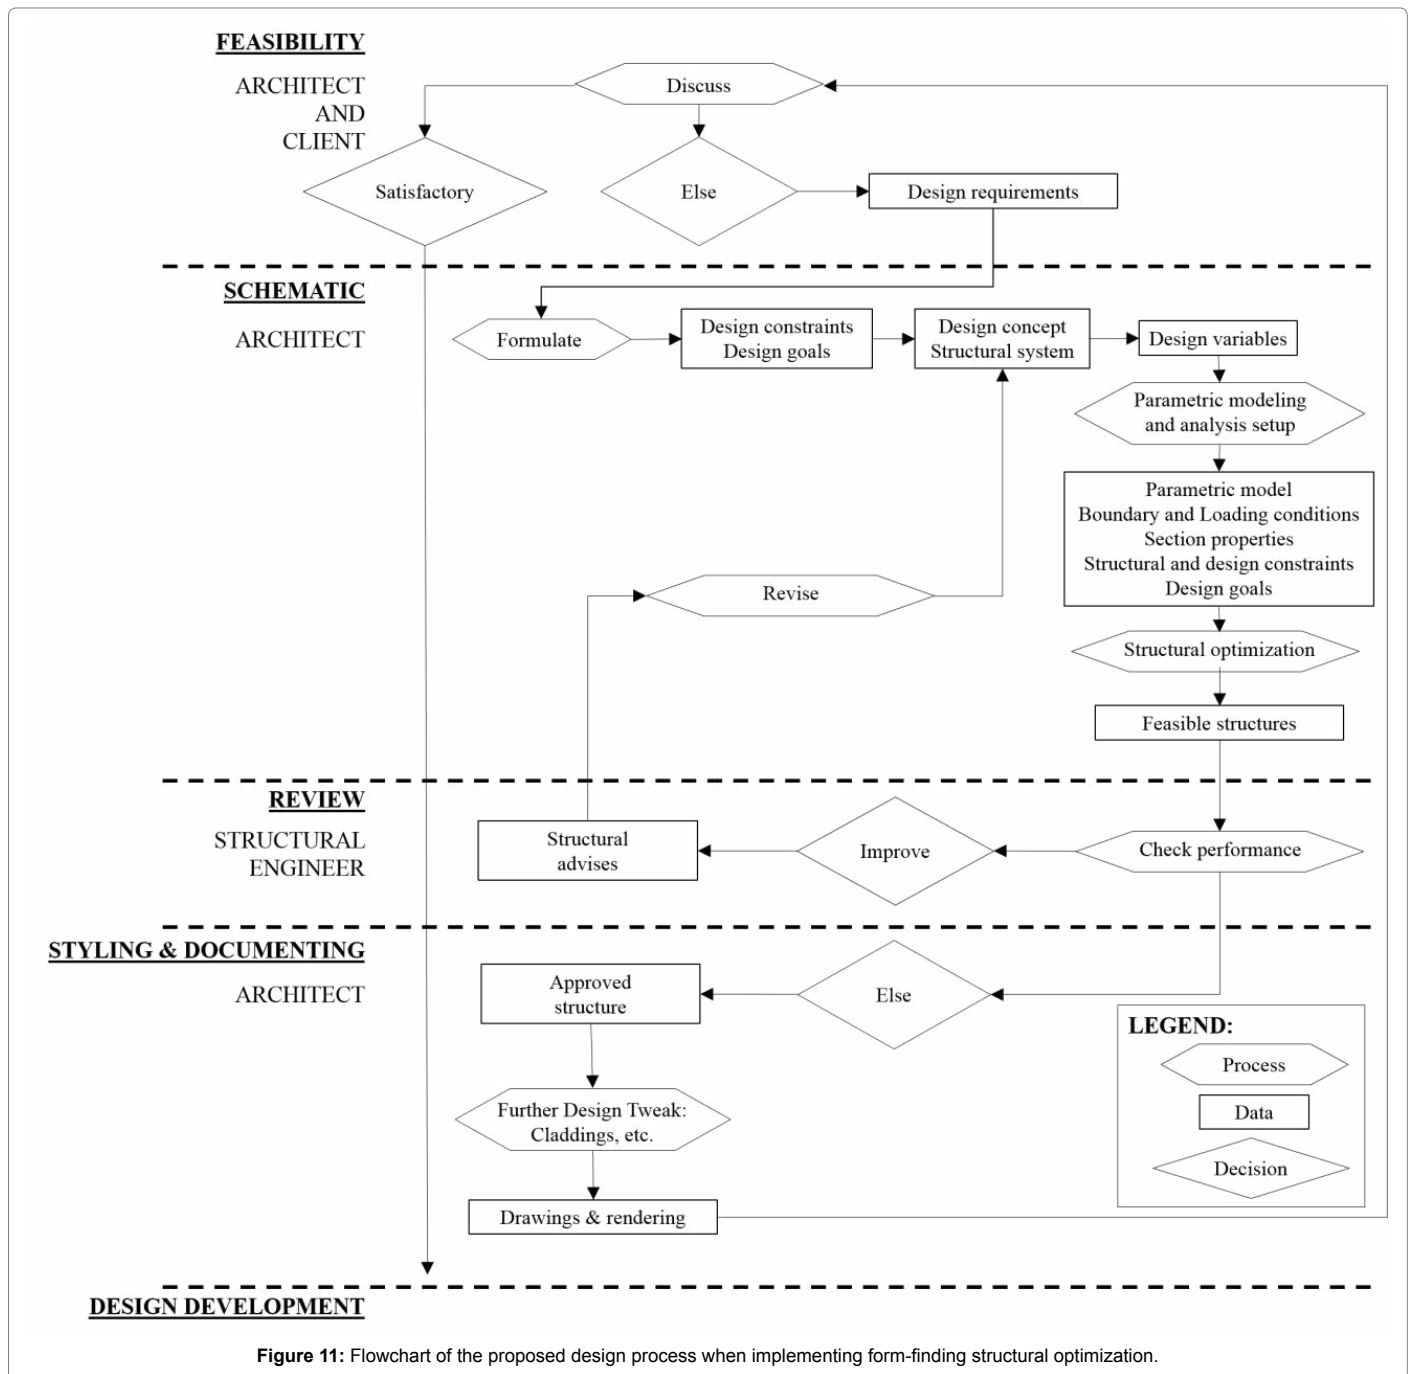 FEASIBILITY
ARCHITECT
AND
CLIENT
Discuss
Satisfactory
Else
Design requirements
SCHEMATIC
ARCHITECT
Formulate
Design constraints
Design goals
Design concept
Structural system
Design variables
Parametric modeling
and analysis setup
Parametric model
Boundary and Loading conditions
Section properties
Structural and design constraints
Design goals
Revise
Structural optimization
Feasible structures
REVIEW
STRUCTURAL
ENGINEER
Structural
advises
Improve
Check performance
STYLING & DOCUMENTING
ARCHITECT
Approved
structure
Else
Further Design Tweak:
Claddings, etc.
Drawings & rendering
LEGEND:
Process
Data
Decision
DESIGN DEVELOPMENT
Figure 11: Flowchart of the proposed design process when implementing form-finding structural optimization.